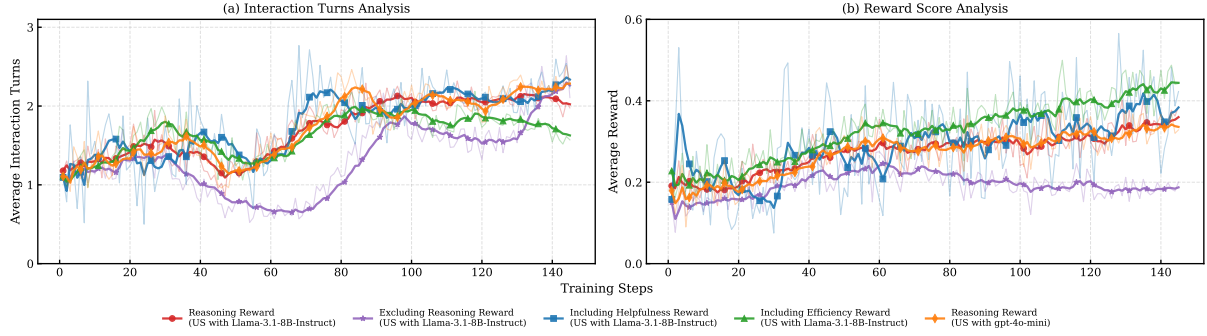 (a) Interaction Turns Analysis
3
2
1
0
Average Interaction Turns
0 20 40 60 80 100 120 140
(b) Reward Score Analysis
0.6
0.4
0.2
0.0
Average Reward
0 20 40 60 80 100 120 140
Training Steps
Reasoning Reward
(US with Llama-3.1-8B-Instruct)
Excluding Reasoning Reward
(US with Llama-3.1-8B-Instruct)
Including Helpfulness Reward
(US with Llama-3.1-8B-Instruct)
Including Efficiency Reward
(US with Llama-3.1-8B-Instruct)
Reasoning Reward
(US with gpt-4o-mini)